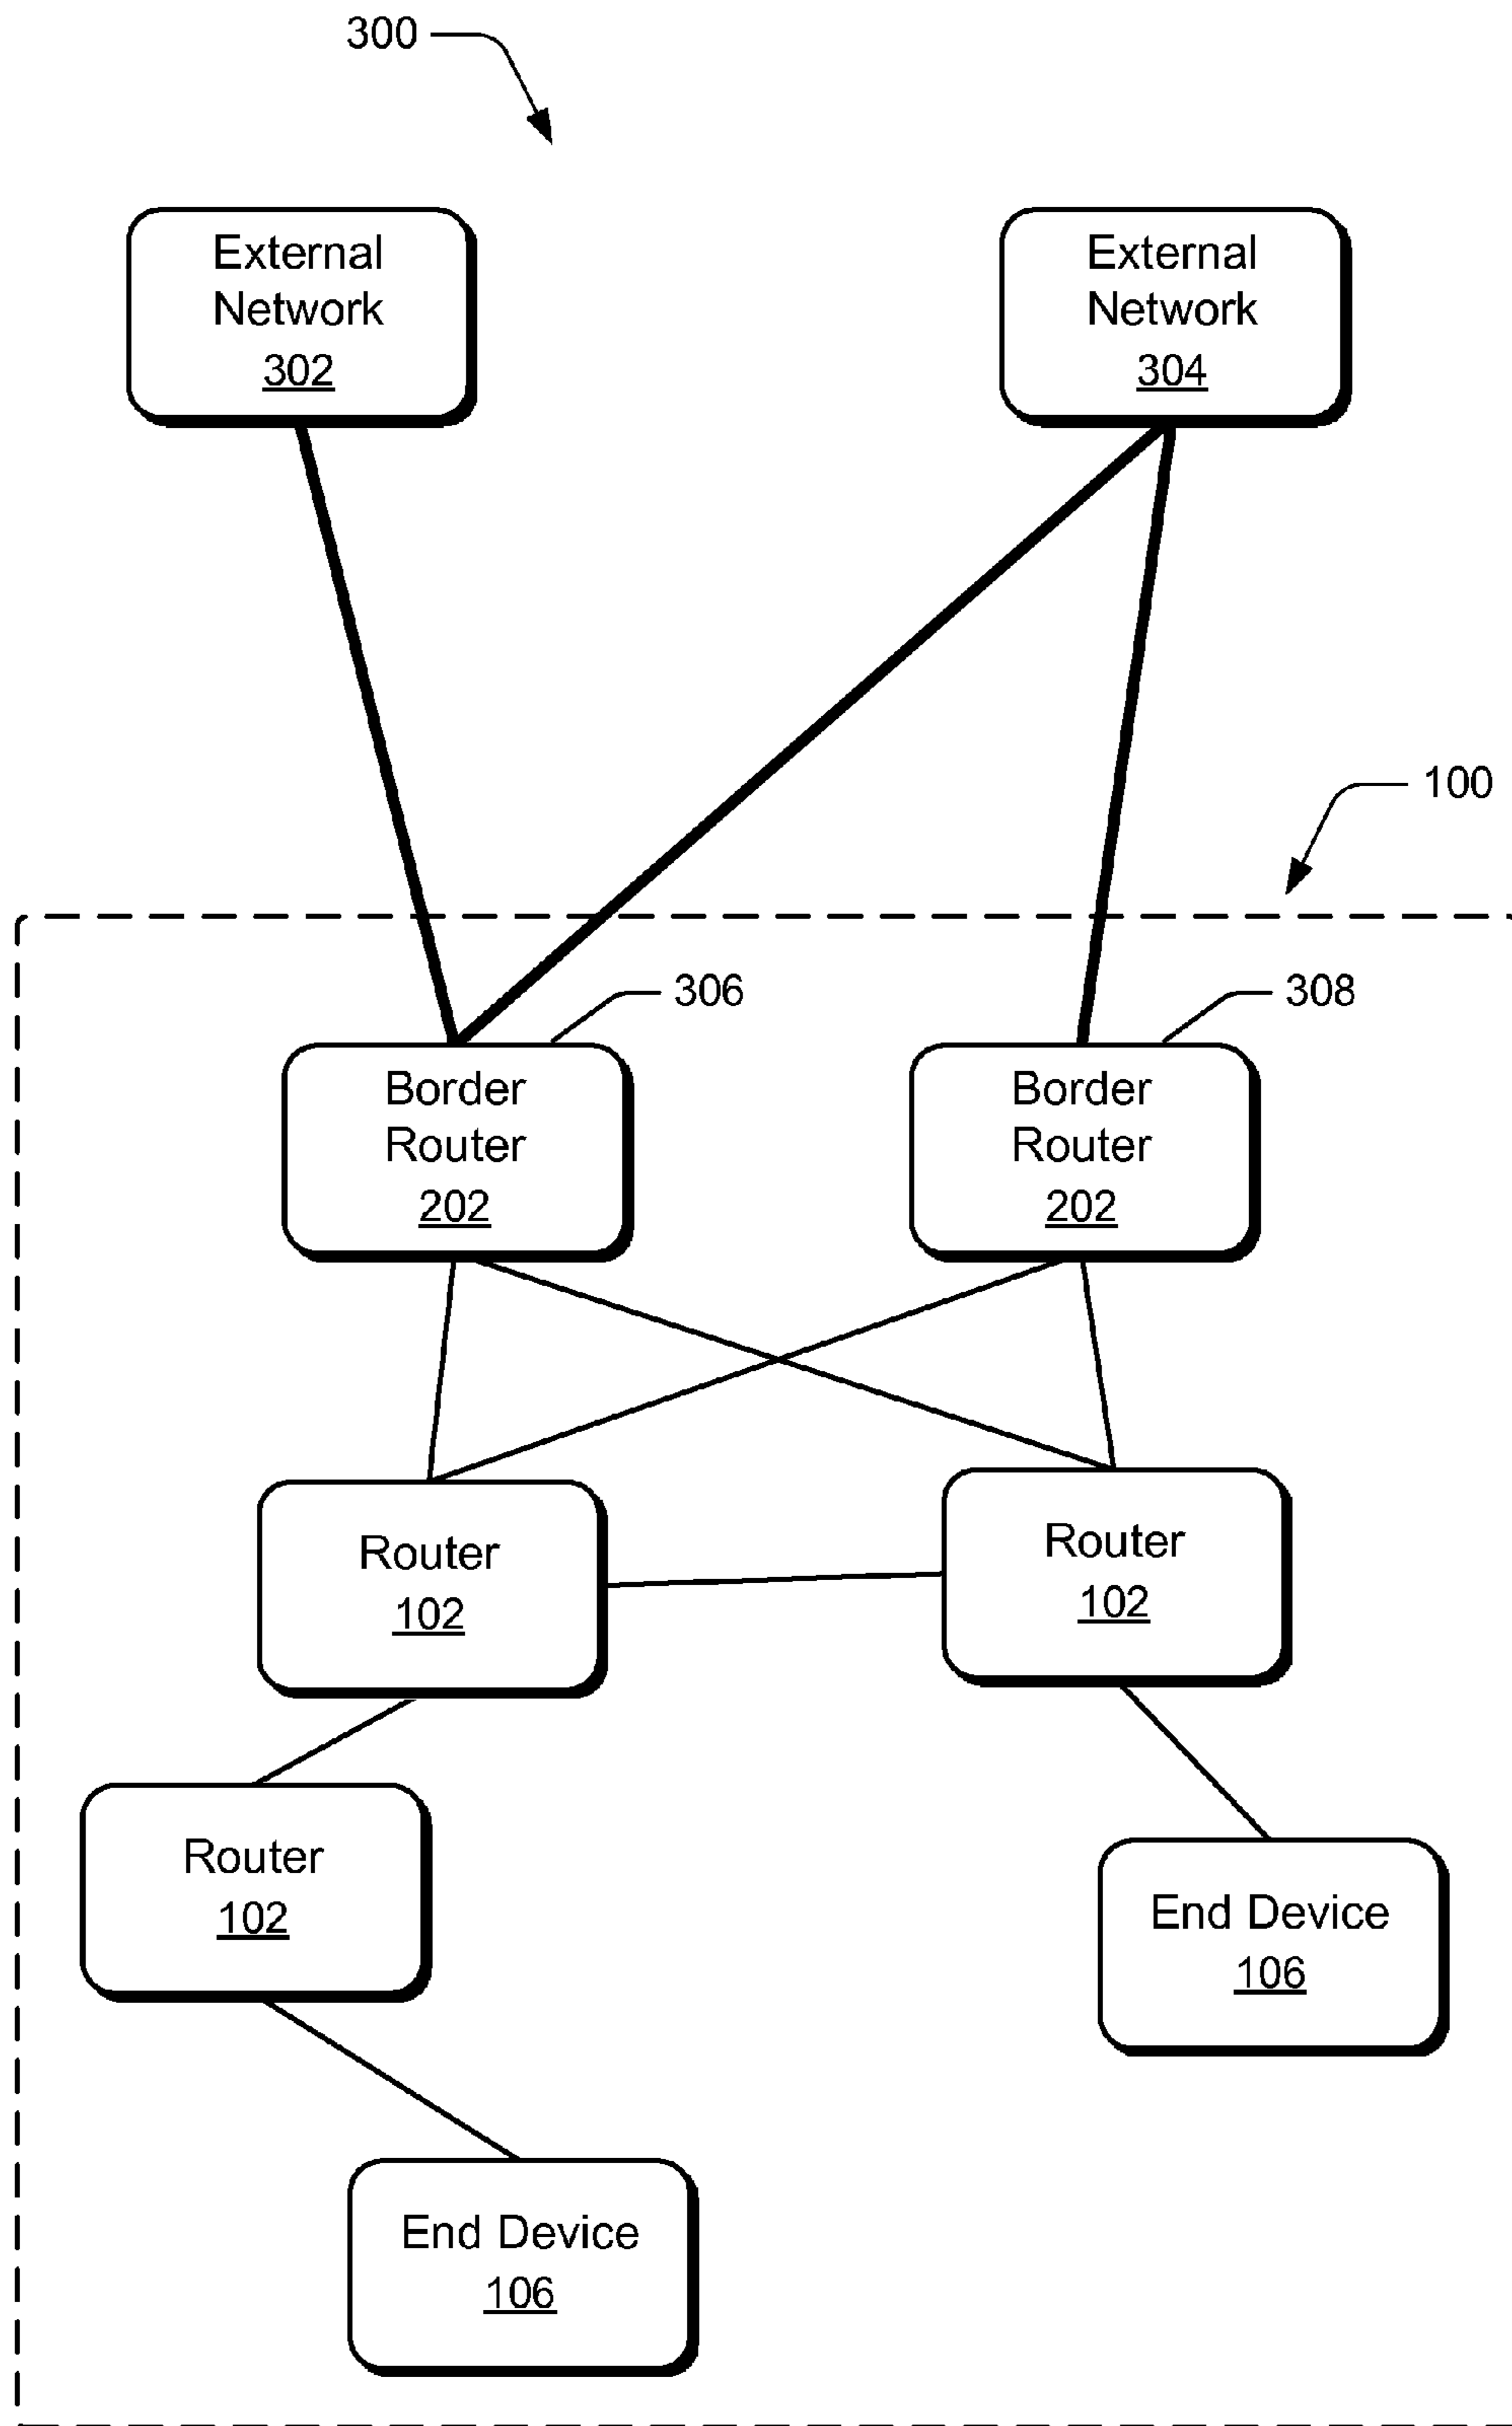 300
External
Network
302
External
Network
304
100
306
308
Border
Router
202
Border
Router
202
Router
102
Router
102
Router
102
End Device
106
End Device
106